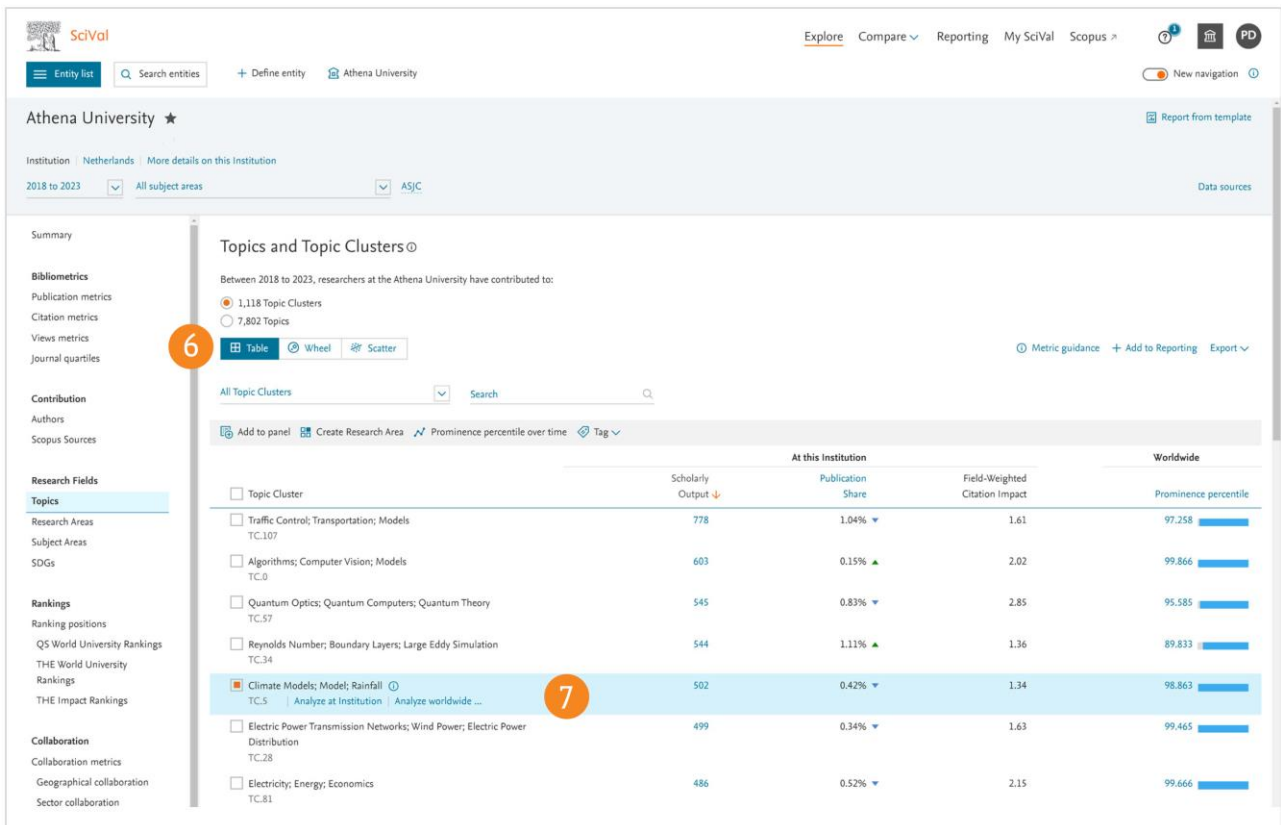 SciVal
Explore Compare Reporting My SciVal Scopus ↗ 1 PD
Entity list Search entities + Define entity Athena University New navigation
Athena University ★ Report from template
Institution | Netherlands | More details on this Institution
2018 to 2023 All subject areas ASJC Data sources
Summary
Bibliometrics
Publication metrics
Citation metrics
Views metrics
Journal quartiles
Contribution
Authors
Scopus Sources
Research Fields
Topics
Research Areas
Subject Areas
SDGs
Rankings
Ranking positions
QS World University Rankings
THE World University
Rankings
THE Impact Rankings
Collaboration
Collaboration metrics
Geographical collaboration
Sector collaboration
Topics and Topic Clusters
Between 2018 to 2023, researchers at the Athena University have contributed to:
1,118 Topic Clusters
7,802 Topics
6 Table Wheel Scatter Metric guidance + Add to Reporting Export
All Topic Clusters Search
Add to panel Create Research Area Prominence percentile over time Tag
At this Institution Worldwide
Scholarly Publication Field-Weighted
Topic Cluster Output ↓ Share Citation Impact Prominence percentile
Traffic Control; Transportation; Models 778 1.04% ▼ 1.61 97.258
TC.107
Algorithms; Computer Vision; Models 603 0.15% ▲ 2.02 99.866
TC.0
Quantum Optics; Quantum Computers; Quantum Theory 545 0.83% ▼ 2.85 95.585
TC.57
Reynolds Number; Boundary Layers; Large Eddy Simulation 544 1.11% ▲ 1.36 89.833
TC.34
Climate Models; Model; Rainfall 502 0.42% ▼ 1.34 98.863
TC.5 | Analyze at Institution | Analyze worldwide ... 7
Electric Power Transmission Networks; Wind Power; Electric Power 499 0.34% ▼ 1.63 99.465
Distribution
TC.28
Electricity; Energy; Economics 486 0.52% ▼ 2.15 99.666
TC.81